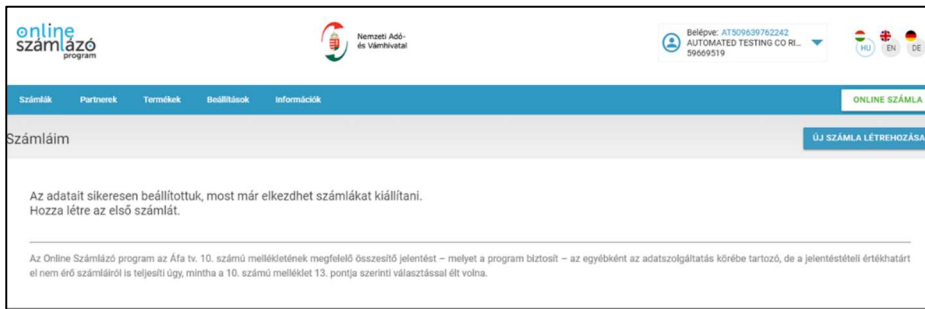 online
számlázó
program
Nemzeti Adó-
és Vámhivatal
Belépve: AT509639762242
AUTOMATED TESTING CO RI...
59669519
HU EN DE
Számlák Partnerek Termékek Beállítások Információk ONLINE SZÁMLA
Számláim ÚJ SZÁMLA LÉTREHOZÁSA
Az adatait sikeresen beállítottuk, most már elkezdhet számlákat kiállítani.
Hozza létre az első számlát.
Az Online Számlázó program az Áfa tv. 10. számú mellékletének megfelelő összesítő jelentést – melyet a program biztosít – az egyébként az adatszolgáltatás körébe tartozó, de a jelentéstételi értékhatárt
el nem érő számláiról is teljesíti úgy, mintha a 10. számú melléklet 13. pontja szerinti választással élt volna.